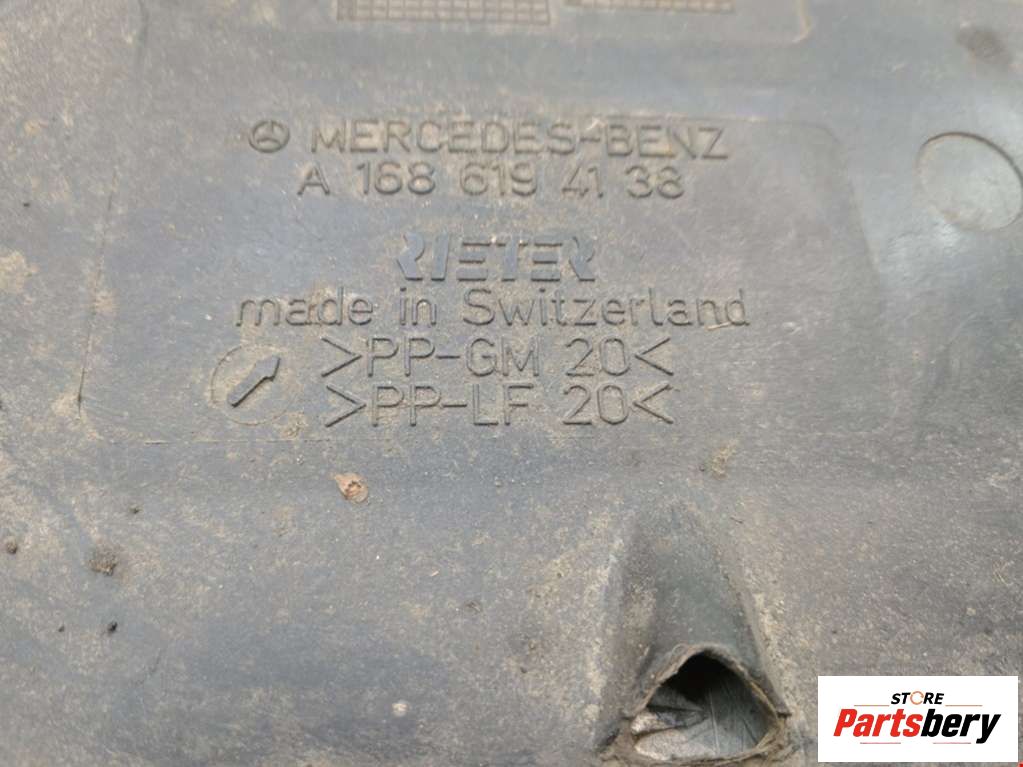 MERCEDES-BENZ
A 168 619 41 38
RIETER
made in Switzerland
>PP-GM 20<
>PP-LF 20<
STORE
Partsbery